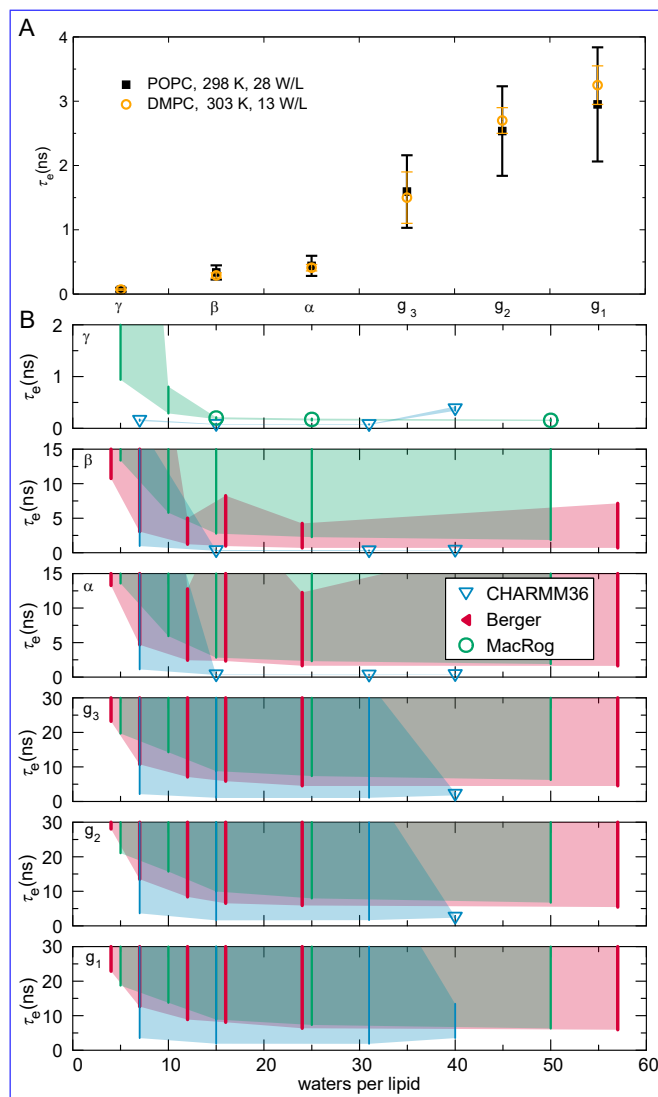 A
4
3
2
1
0
τe(ns)
POPC, 298 K, 28 W/L
DMPC, 303 K, 13 W/L
γ β α g3 g2 g1
B
γ
2
1
0
τe(ns)
β
15
10
5
0
τe(ns)
α
15
10
5
0
τe(ns)
CHARMM36
Berger
MacRog
g3
30
20
10
0
τe(ns)
g2
30
20
10
0
τe(ns)
g1
30
20
10
0
τe(ns)
0 10 20 30 40 50 60
waters per lipid